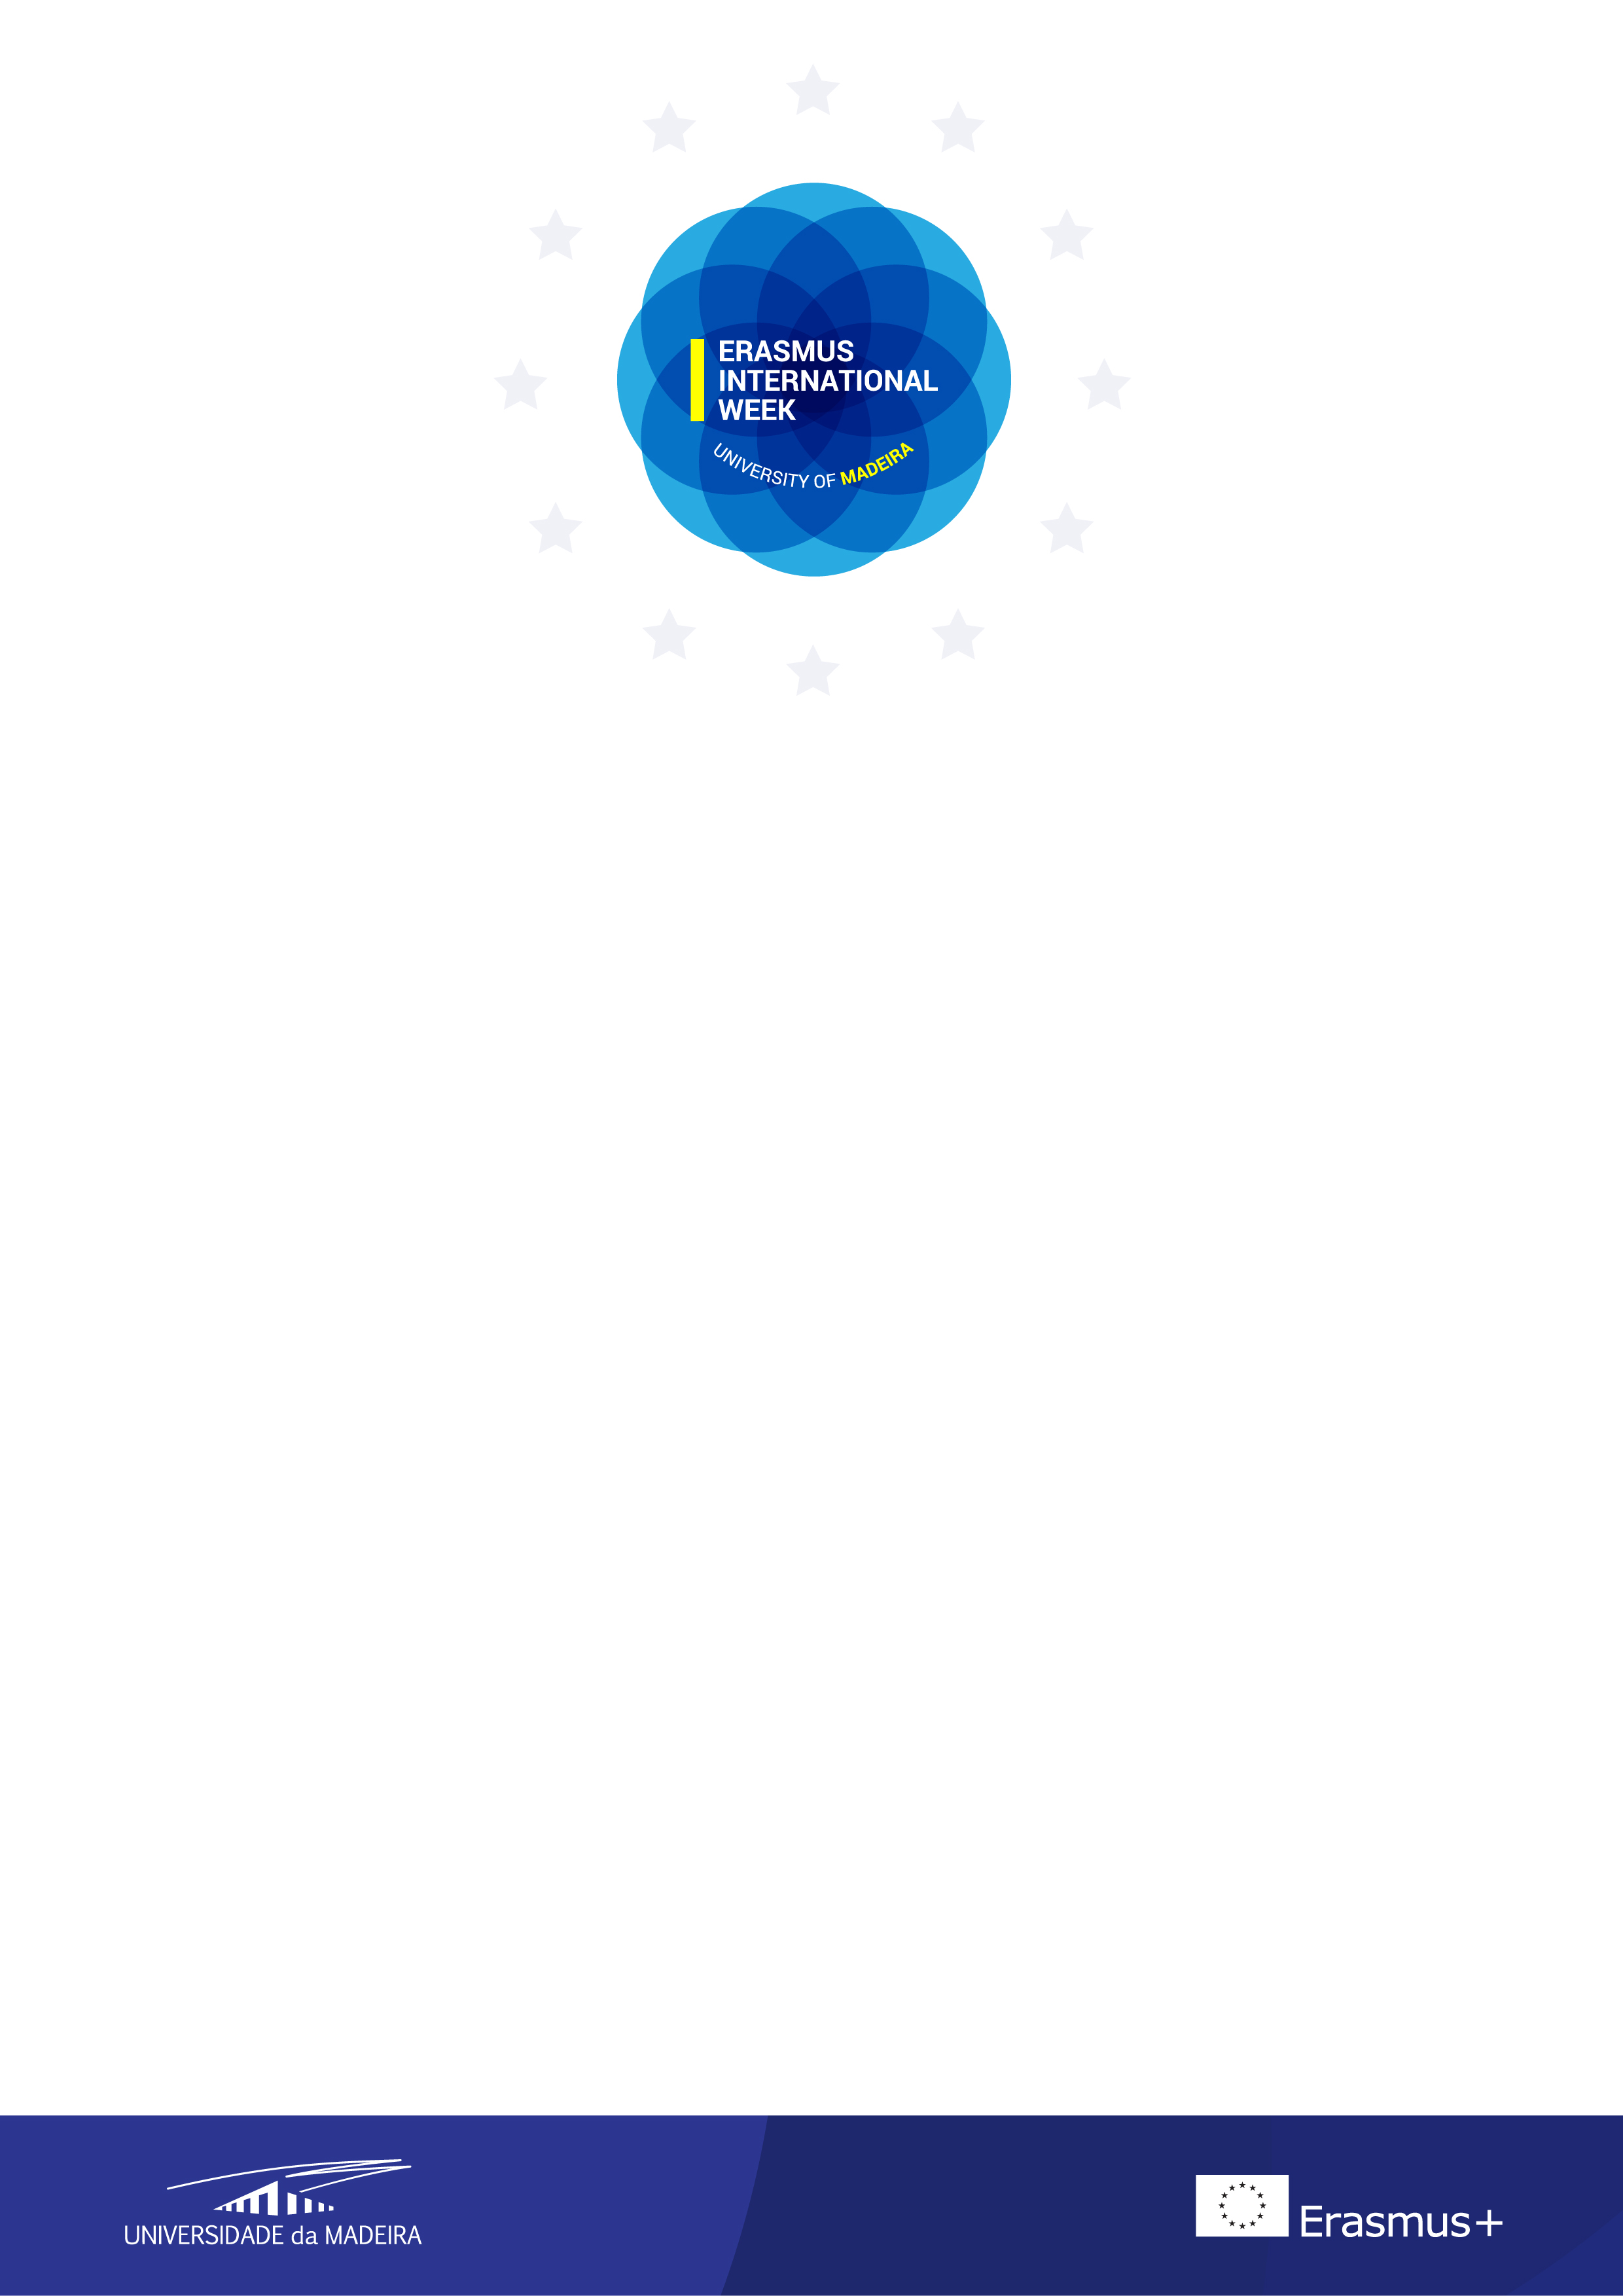 ERASMUS
INTERNATIONAL
WEEK
UNIVERSITY OF MADEIRA
UNIVERSIDADE da MADEIRA
Erasmus+